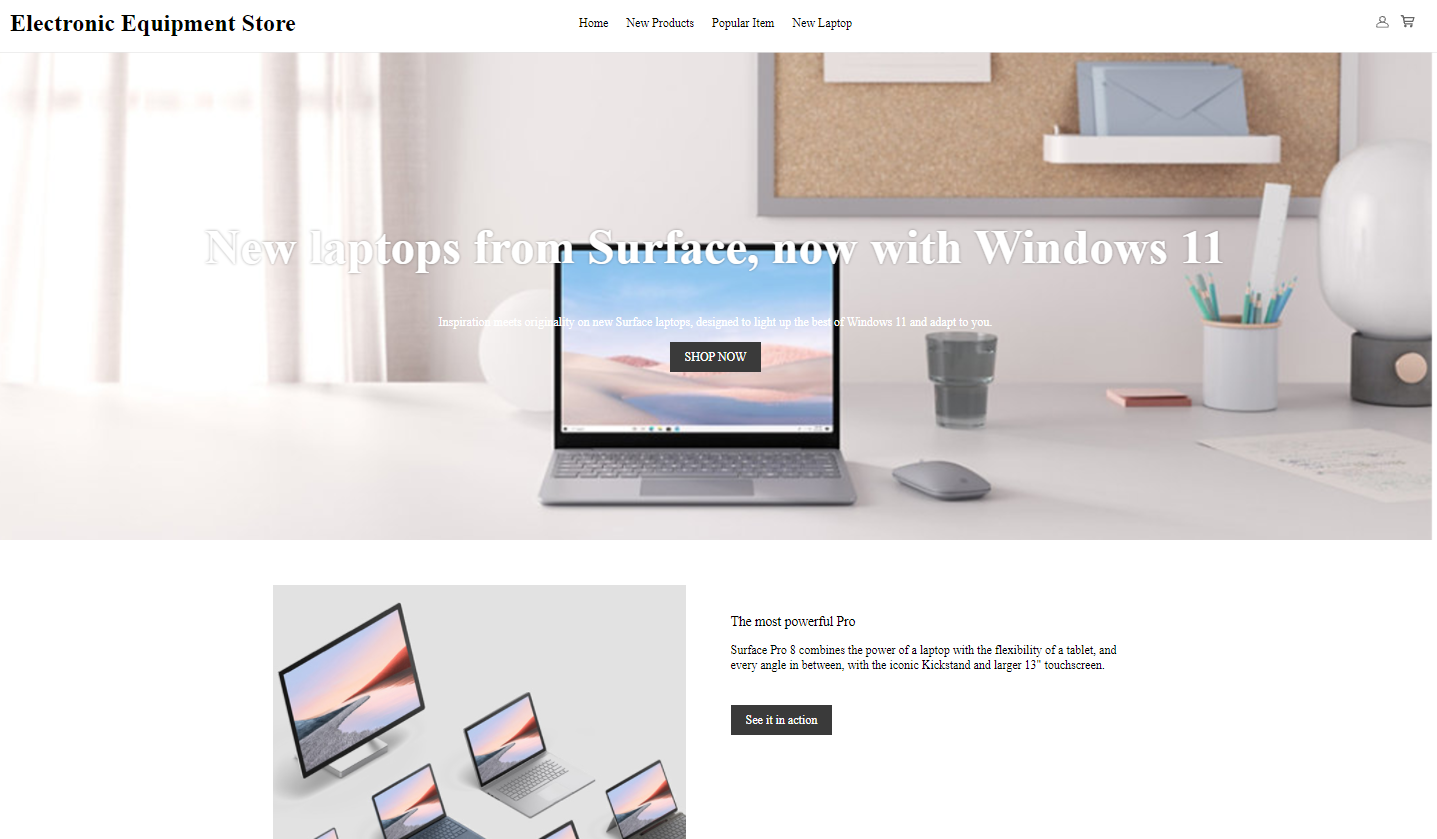 Electronic Equipment Store
Home New Products Popular Item New Laptop
New laptops from Surface, now with Windows 11
Inspiration meets originality on new Surface laptops, designed to light up the best of Windows 11 and adapt to you.
SHOP NOW
The most powerful Pro
Surface Pro 8 combines the power of a laptop with the flexibility of a tablet, and
every angle in between, with the iconic Kickstand and larger 13" touchscreen.
See it in action